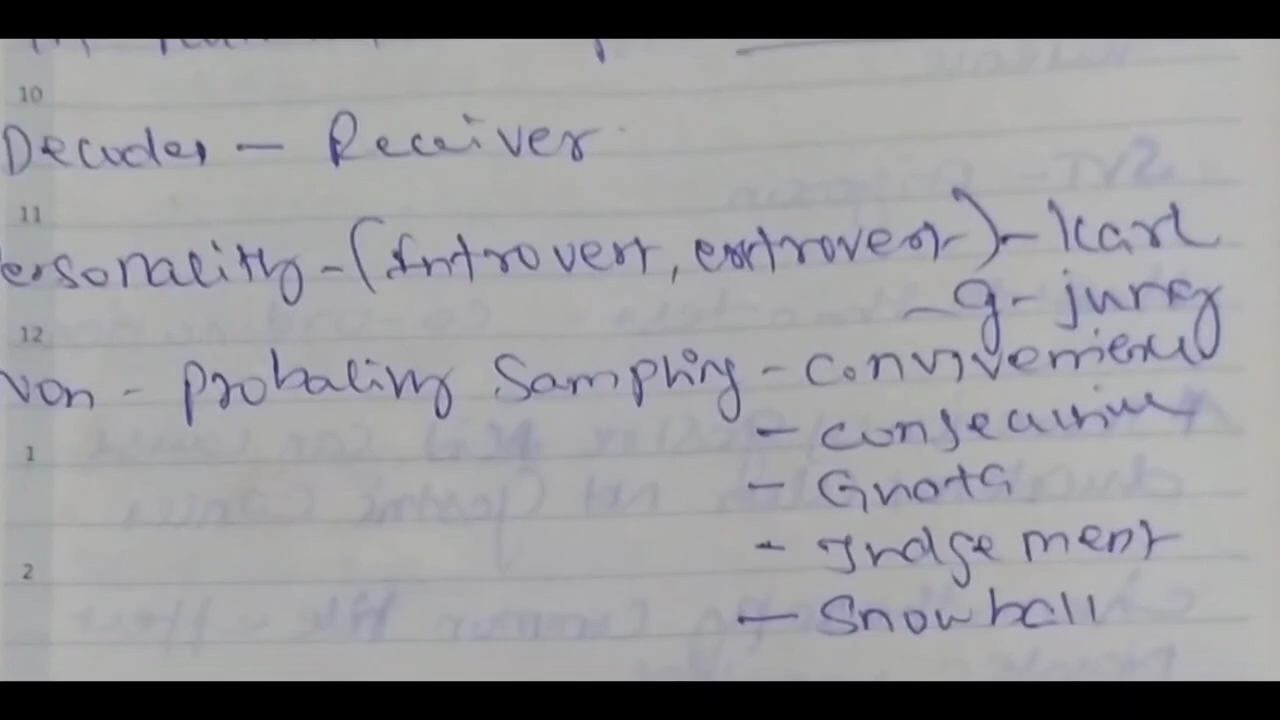 10
Decoder - Receiver
11
ersonality - (Introvert, extrovert) - Karl
- g - jung
12
Non - Probability Sampling - Convivenience
1
- consecutive
- Quota
2
- Judgement
- Snowball